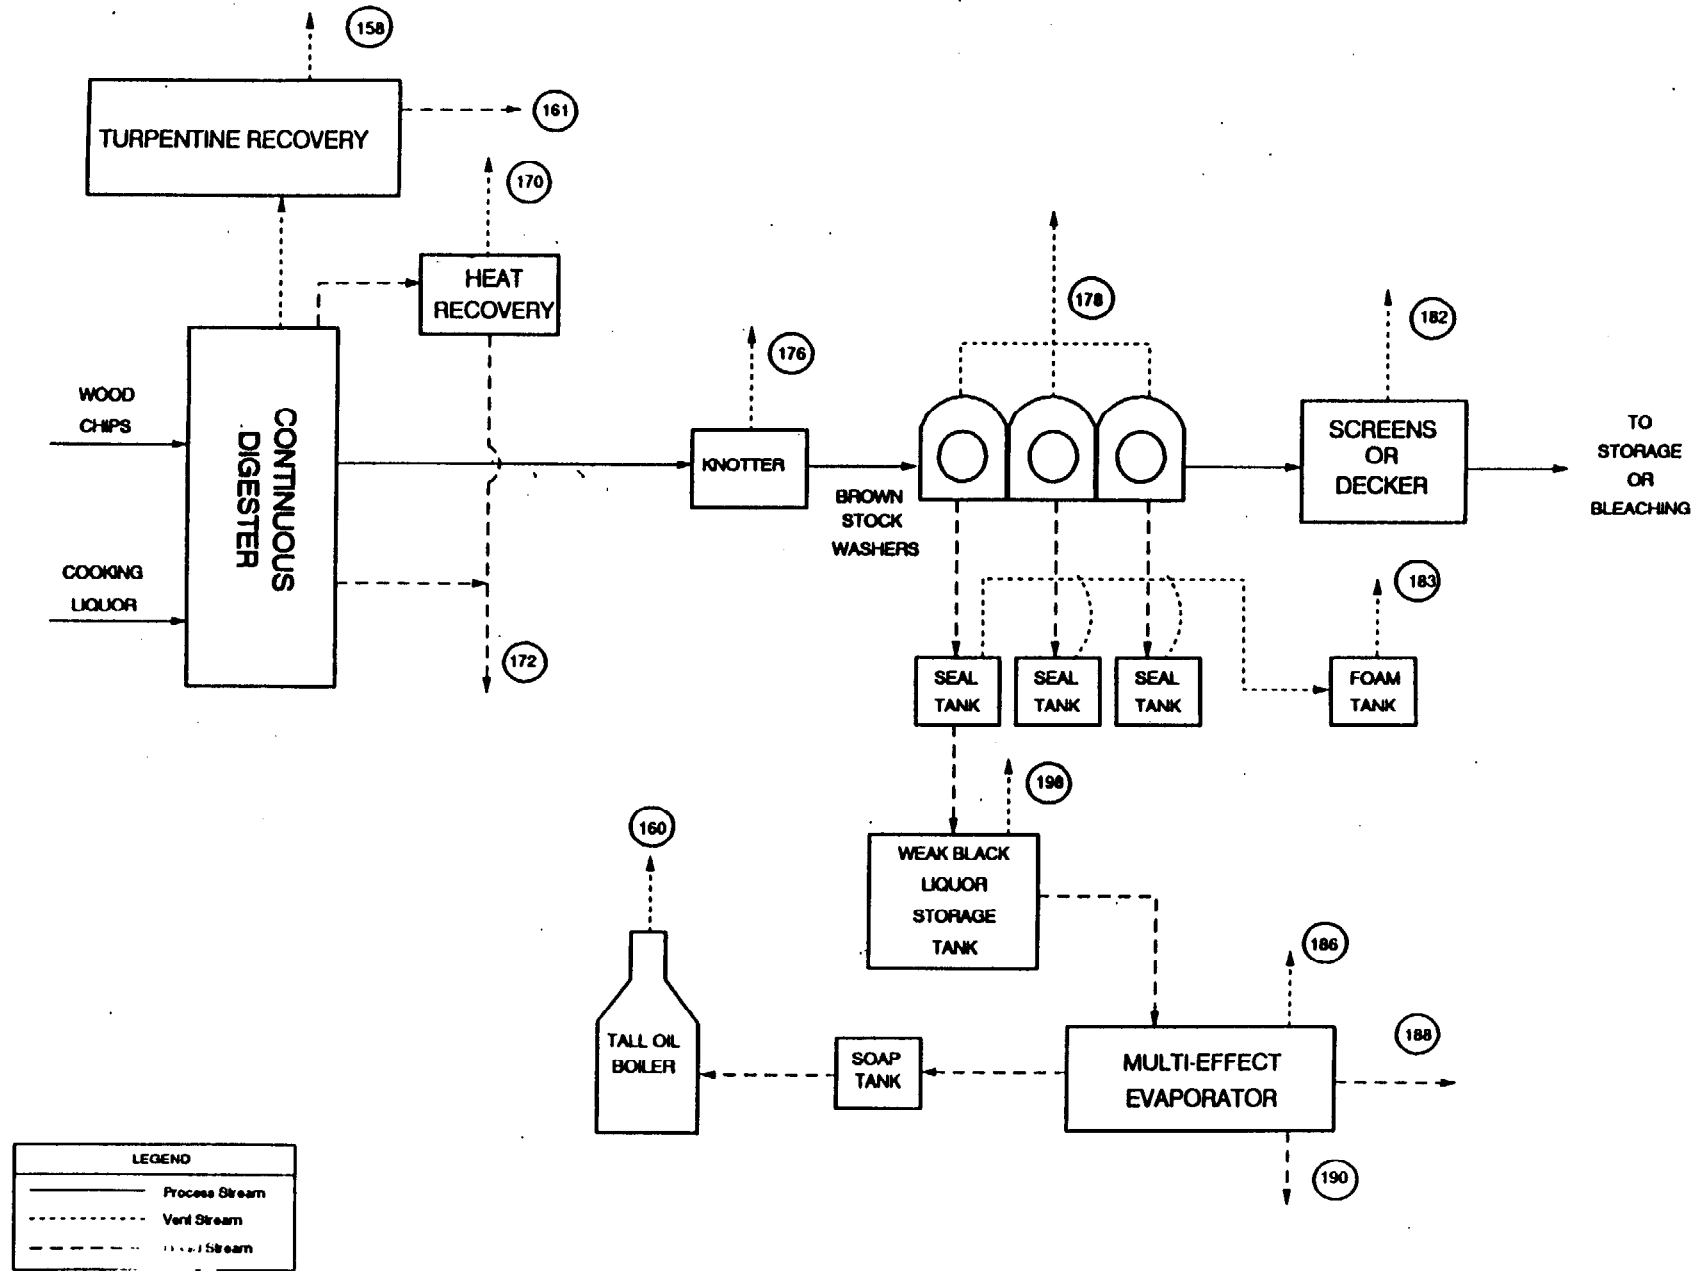 158
TURPENTINE RECOVERY
161
170
HEAT
RECOVERY
WOOD
CHIPS
CONTINUOUS
DIGESTER
COOKING
LIQUOR
172
176
KNOTTER
BROWN
STOCK
WASHERS
178
182
SCREENS
OR
DECKER
TO
STORAGE
OR
BLEACHING
183
SEAL
TANK
SEAL
TANK
SEAL
TANK
FOAM
TANK
198
WEAK BLACK
LIQUOR
STORAGE
TANK
160
TALL OIL
BOILER
SOAP
TANK
186
MULTI-EFFECT
EVAPORATOR
188
190
LEGEND
Process Stream
Vent Stream
Stream